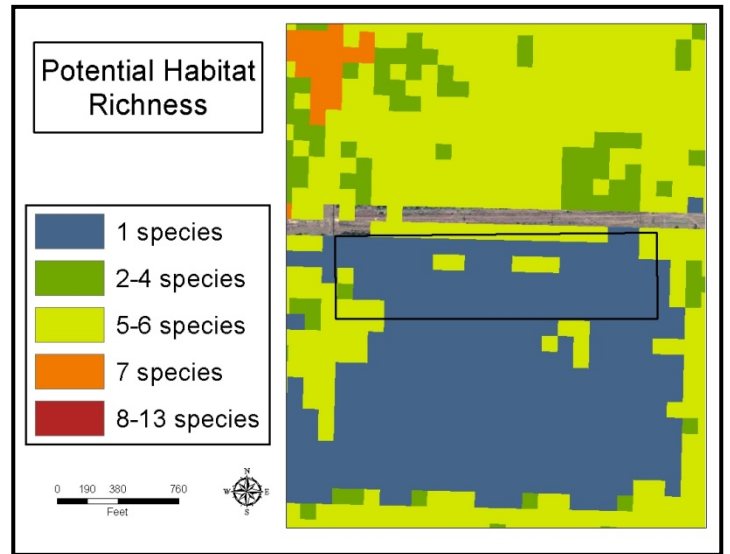 Potential Habitat
Richness
1 species
2-4 species
5-6 species
7 species
8-13 species
0 190 380 760
Feet
N
W E
S